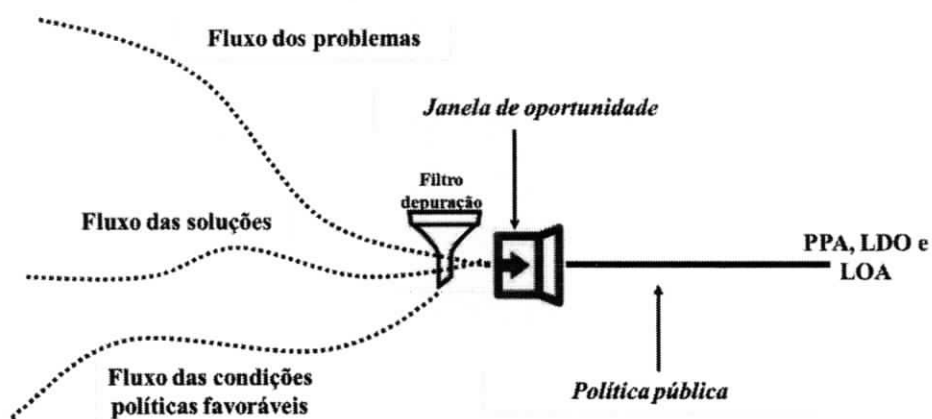 Fluxo dos problemas
Janela de oportunidade
Filtro
depuração
Fluxo das soluções
PPA, LDO e
LOA
Fluxo das condições
políticas favoráveis
Política pública